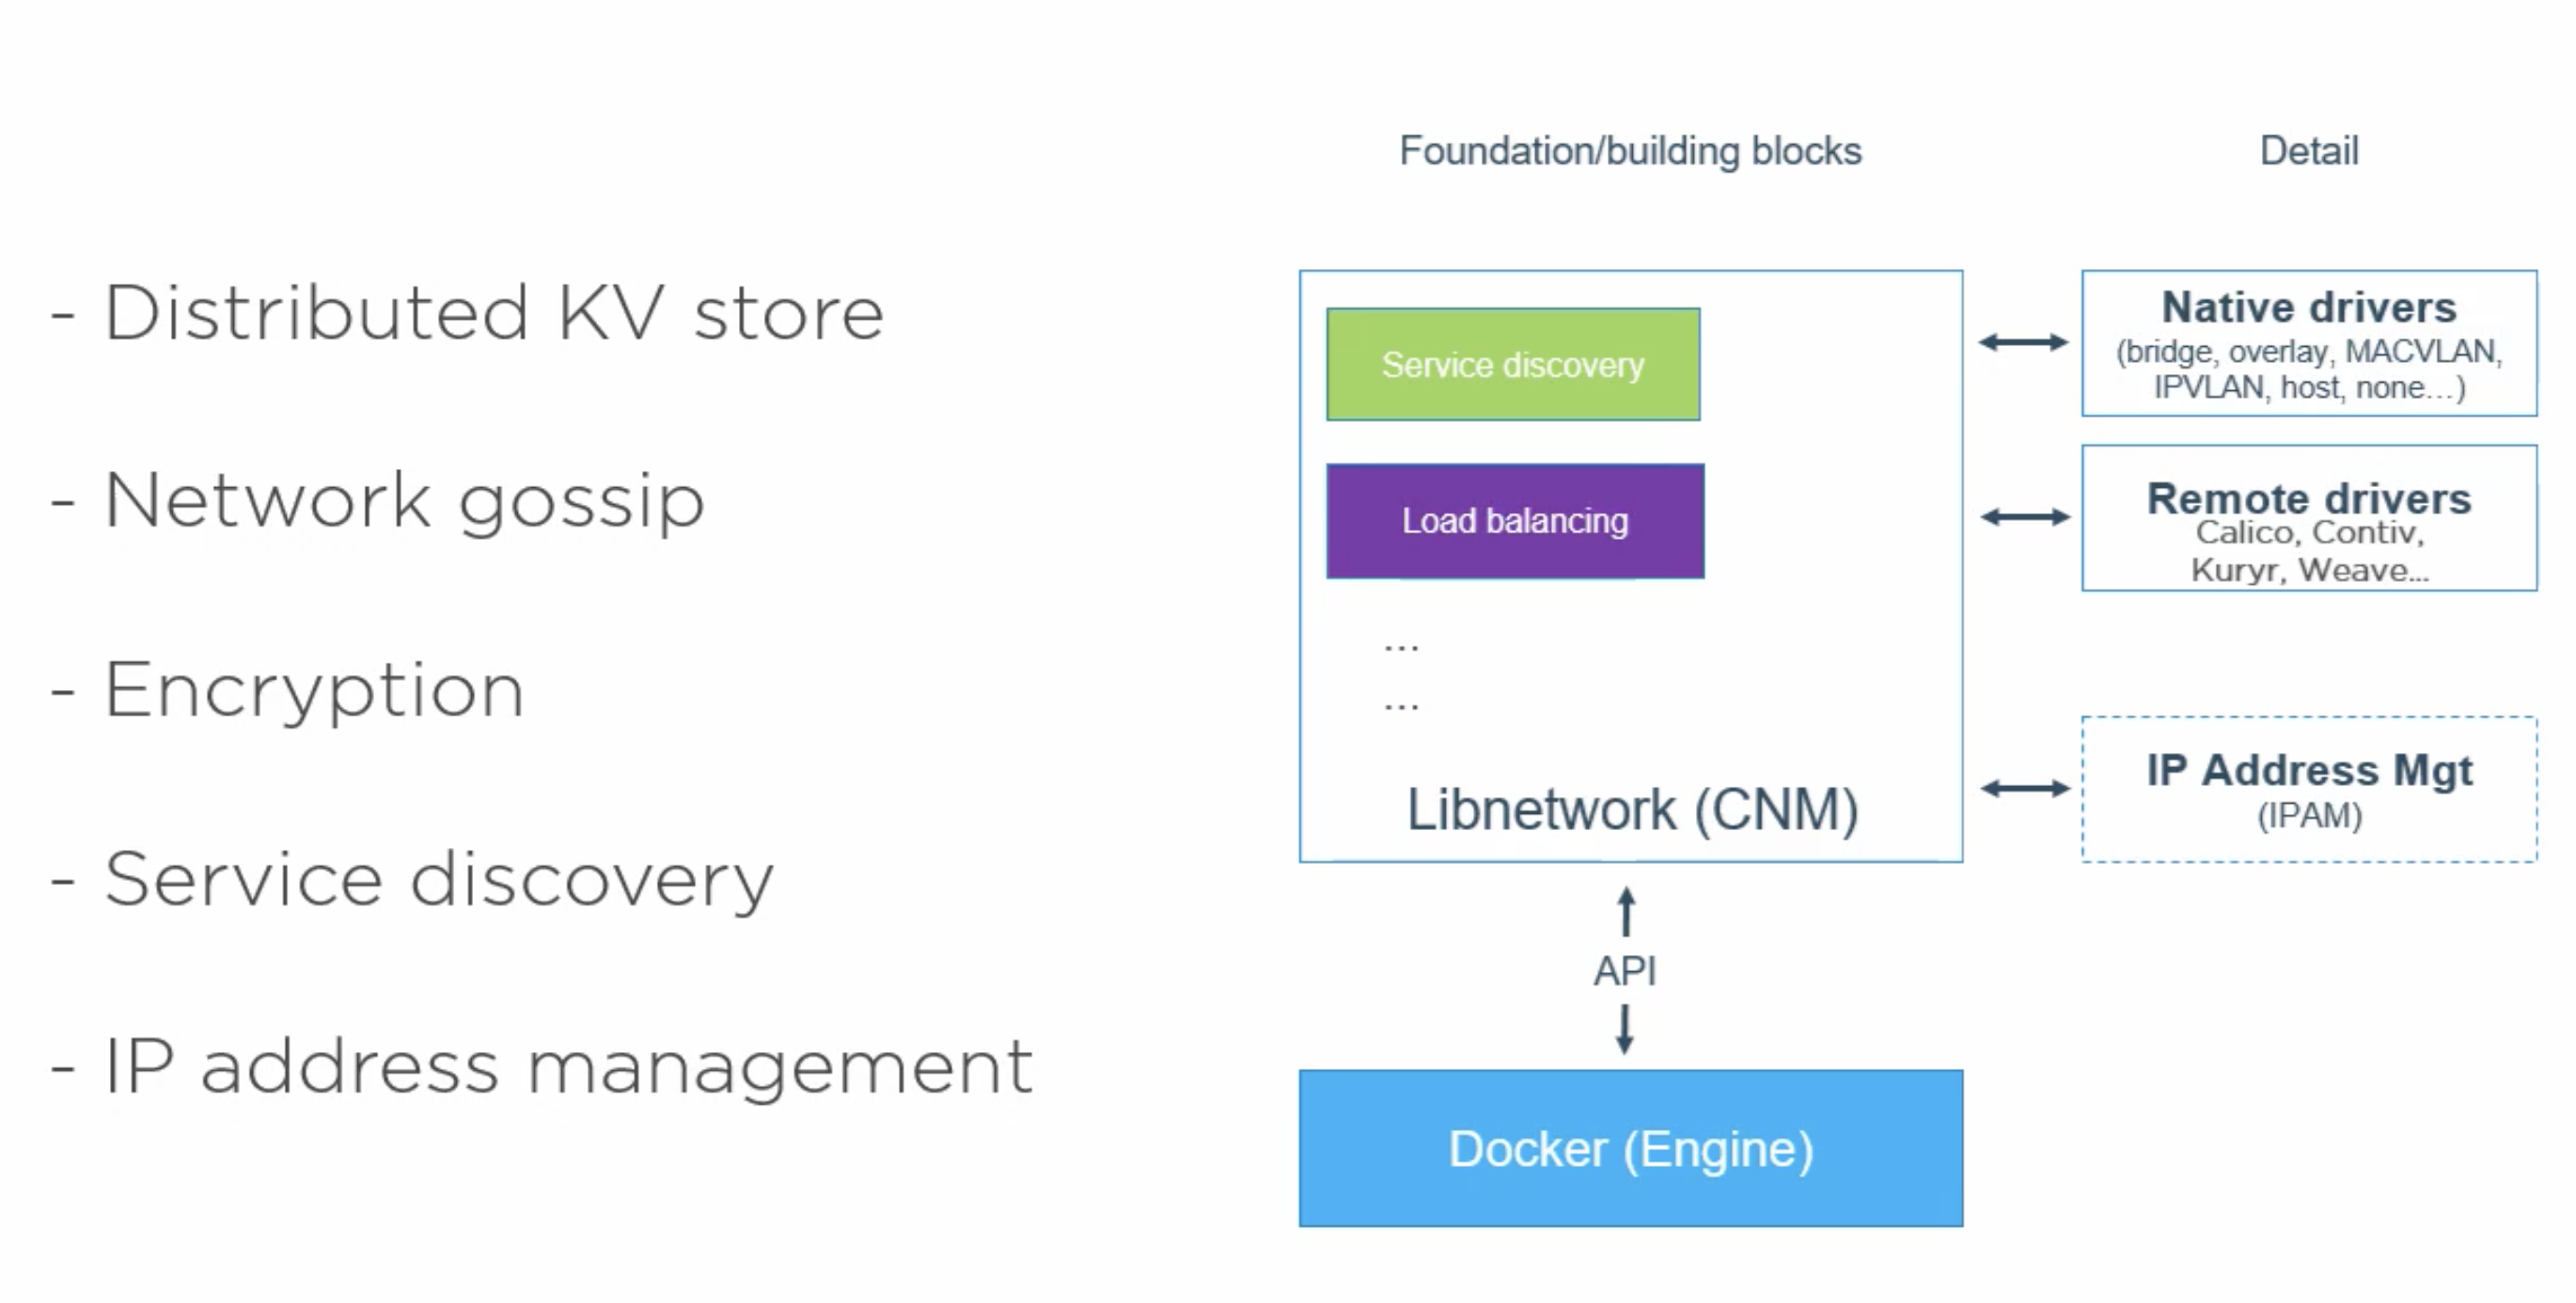 - Distributed KV store
- Network gossip
- Encryption
- Service discovery
- IP address management
Foundation/building blocks
Service discovery
Load balancing
...
...
Libnetwork (CNM)
API
Docker (Engine)
Detail
Native drivers
(bridge, overlay, MACVLAN,
IPVLAN, host, none...)
Remote drivers
Calico, Contiv,
Kuryr, Weave...
IP Address Mgt
(IPAM)